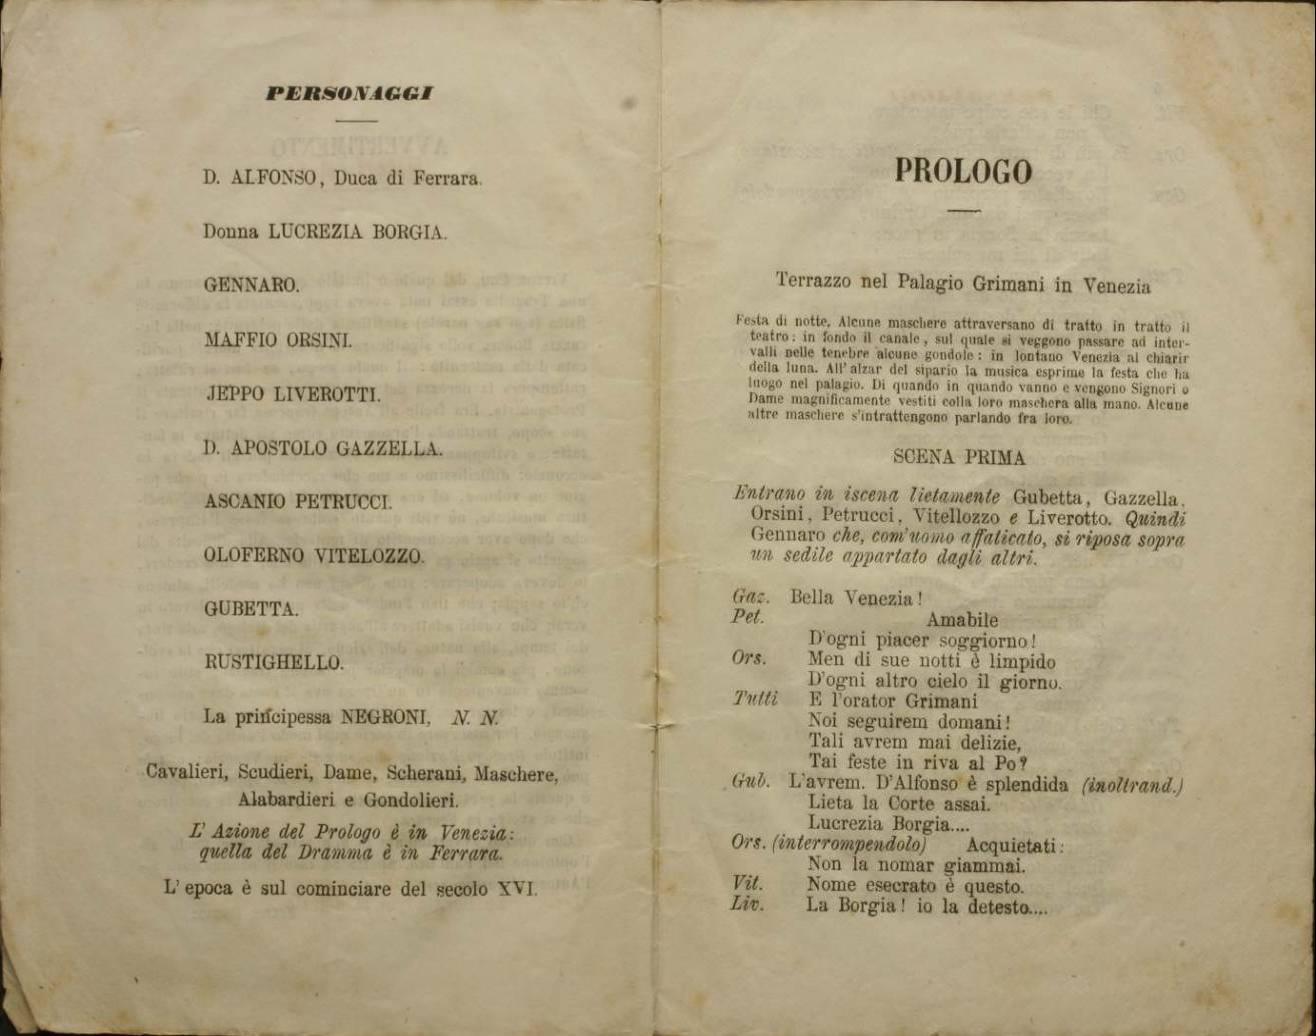 PERSONAGGI
D. ALFONSO, Duca di Ferrara.
Donna LUCREZIA BORGIA.
GENNARO.
MAFFIO ORSINI.
JEPPO LIVEROTTI.
D. APOSTOLO GAZZELLA.
ASCANIO PETRUCCI.
OLOFERNO VITELOZZO.
GUBETTA.
RUSTIGHELLO.
La principessa NEGRONI, N. N.
Cavalieri, Scudieri, Dame, Scherani, Maschere,
Alabardieri e Gondolieri.
L' Azione del Prologo è in Venezia:
quella del Dramma è in Ferrara.
L' epoca è sul cominciare del secolo XVI.
PROLOGO
Terrazzo nel Palagio Grimani in Venezia
Festa di notte. Alcune maschere attraversano di tratto in tratto il
teatro: in fondo il canale, sul quale si veggono passare ad inter-
valli nelle tenebre alcune gondole: in lontano Venezia al chiarir
della luna. All' alzar del sipario la musica esprime la festa che ha
luogo nel palagio. Di quando in quando vanno e vengono Signori o
Dame magnificamente vestiti colla loro maschera alla mano. Alcune
altre maschere s'intrattengono parlando fra loro.
SCENA PRIMA
Entrano in iscena lietamente Gubetta, Gazzella,
Orsini, Petrucci, Vitellozzo e Liverotto. Quindi
Gennaro che, com'uomo affaticato, si riposa sopra
un sedile appartato dagli altri.
Gaz. Bella Venezia!
Pet. Amabile
D'ogni piacer soggiorno!
Ors. Men di sue notti è limpido
D'ogni altro cielo il giorno.
Tutti E l'orator Grimani
Noi seguirem domani!
Tali avrem mai delizie,
Tai feste in riva al Po?
Gub. L'avrem. D'Alfonso è splendida (inoltrand.)
Lieta la Corte assai.
Lucrezia Borgia....
Ors. (interrompendolo) Acquietati:
Non la nomar giammai.
Vit. Nome esecrato è questo.
Liv. La Borgia! io la detesto....